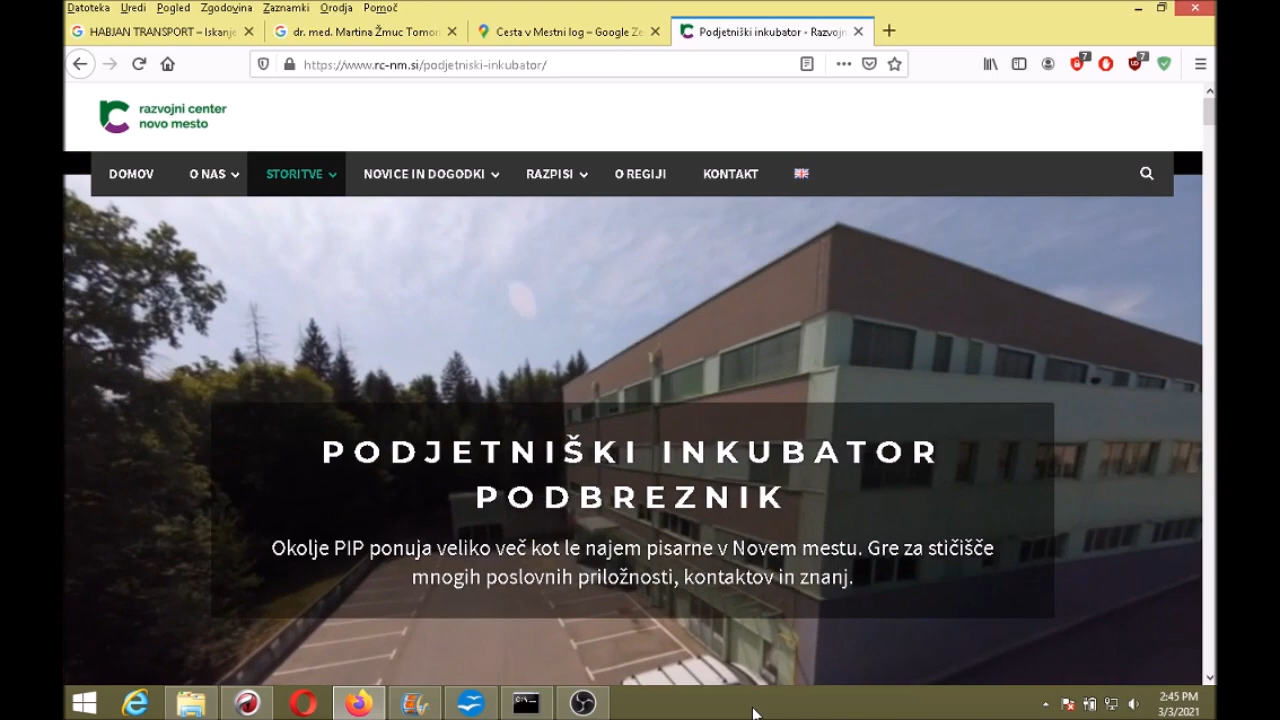 Datoteka Uredi Pogled Zgodovina Zaznamki Orodja Pomoč
HABJAN TRANSPORT – Iskanje
dr. med. Martina Žmuc Tomori
Cesta v Mestni log – Google Ze
Podjetniški inkubator - Razvojn
https://www.rc-nm.si/podjetniski-inkubator/
7
7
razvojni center
novo mesto
DOMOV O NAS STORITVE NOVICE IN DOGODKI RAZPISI O REGIJI KONTAKT
PODJETNIŠKI INKUBATOR
PODBREZNIK
Okolje PIP ponuja veliko več kot le najem pisarne v Novem mestu. Gre za stičišče
mnogih poslovnih priložnosti, kontaktov in znanj.
2:45 PM
3/3/2021